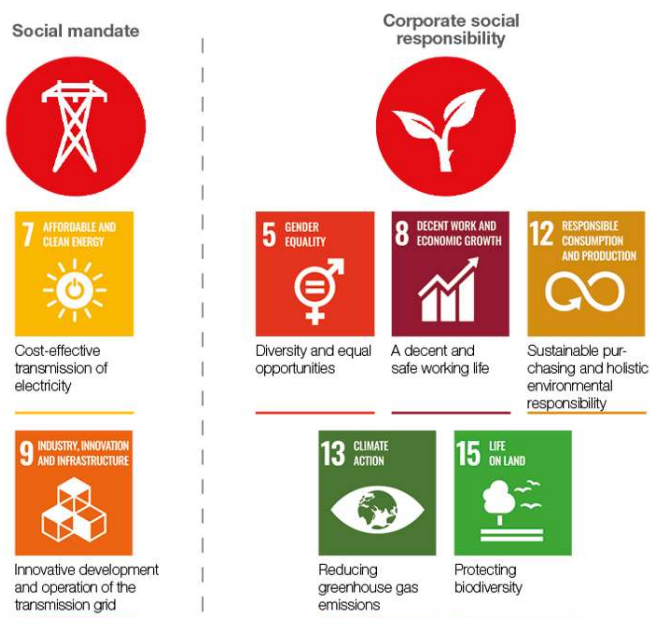 Social mandate
7 AFFORDABLE AND
CLEAN ENERGY
Cost-effective
transmission of
electricity
9 INDUSTRY, INNOVATION
AND INFRASTRUCTURE
Innovative development
and operation of the
transmission grid
Corporate social
responsibility
5 GENDER
EQUALITY
Diversity and equal
opportunities
8 DECENT WORK AND
ECONOMIC GROWTH
A decent and
safe working life
12 RESPONSIBLE
CONSUMPTION
AND PRODUCTION
Sustainable pur-
chasing and holistic
environmental
responsibility
13 CLIMATE
ACTION
Reducing
greenhouse gas
emissions
15 LIFE
ON LAND
Protecting
biodiversity